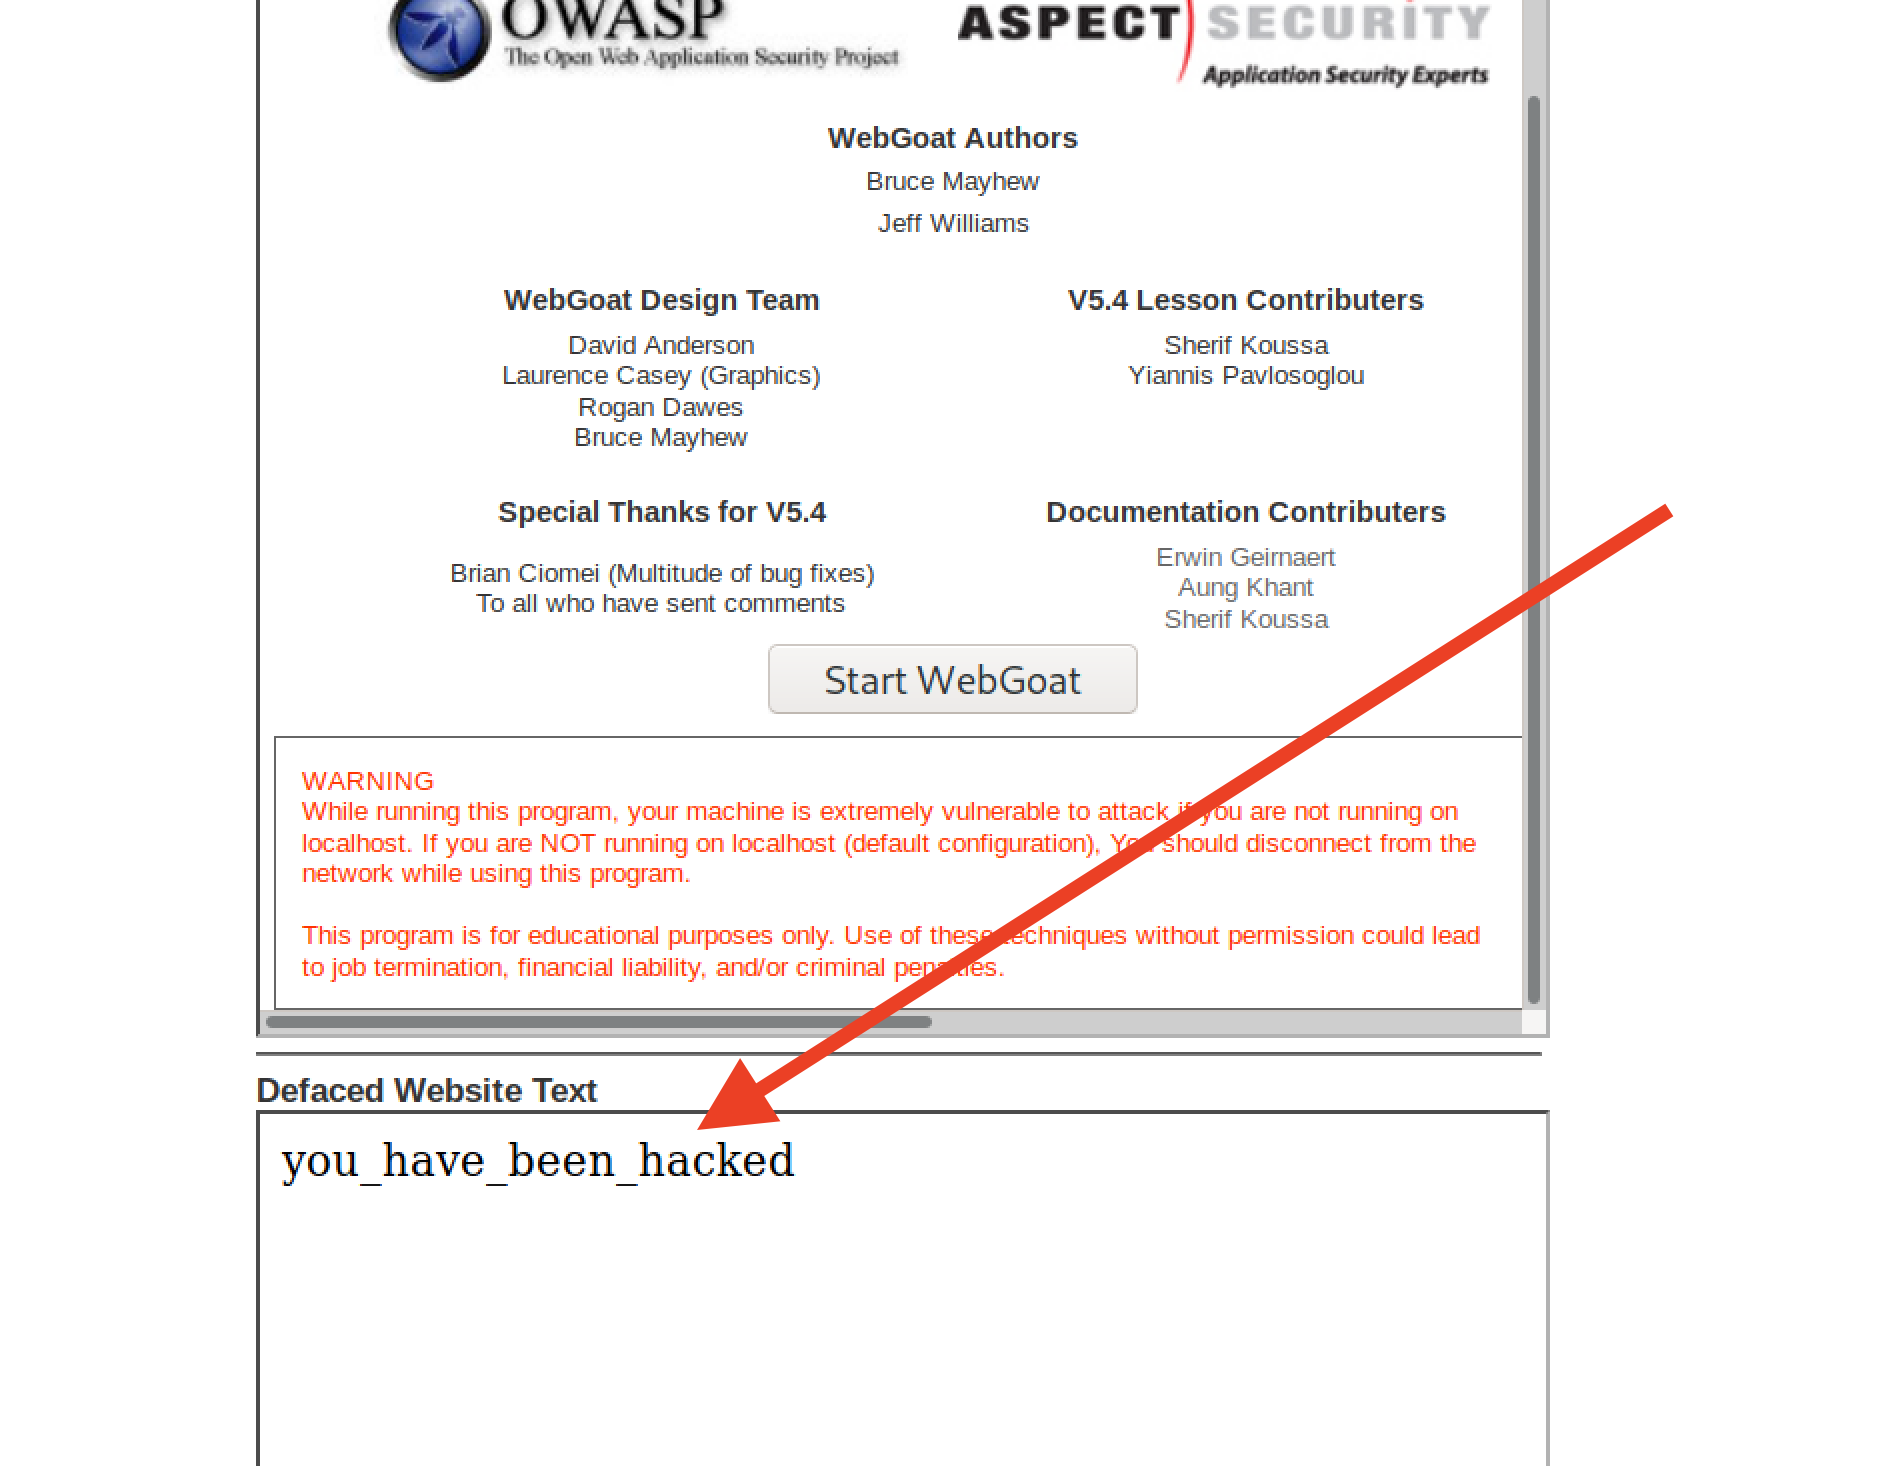 OWASP
The Open Web Application Security Project
ASPECT SECURITY
Application Security Experts
WebGoat Authors
Bruce Mayhew
Jeff Williams
WebGoat Design Team
David Anderson
Laurence Casey (Graphics)
Rogan Dawes
Bruce Mayhew
V5.4 Lesson Contributers
Sherif Koussa
Yiannis Pavlosoglou
Special Thanks for V5.4
Brian Ciomei (Multitude of bug fixes)
To all who have sent comments
Documentation Contributers
Erwin Geirnaert
Aung Khant
Sherif Koussa
Start WebGoat
WARNING
While running this program, your machine is extremely vulnerable to attack if you are not running on
localhost. If you are NOT running on localhost (default configuration), You should disconnect from the
network while using this program.
This program is for educational purposes only. Use of these techniques without permission could lead
to job termination, financial liability, and/or criminal penalties.
Defaced Website Text
you_have_been_hacked